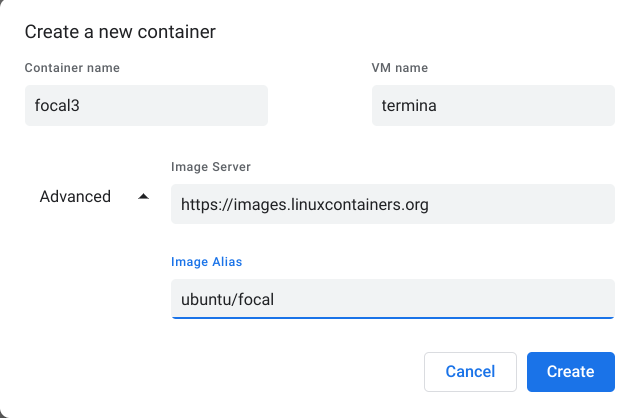 Create a new container
Container name
VM name
focal3
termina
Image Server
Advanced
https://images.linuxcontainers.org
Image Alias
ubuntu/focal
Cancel
Create